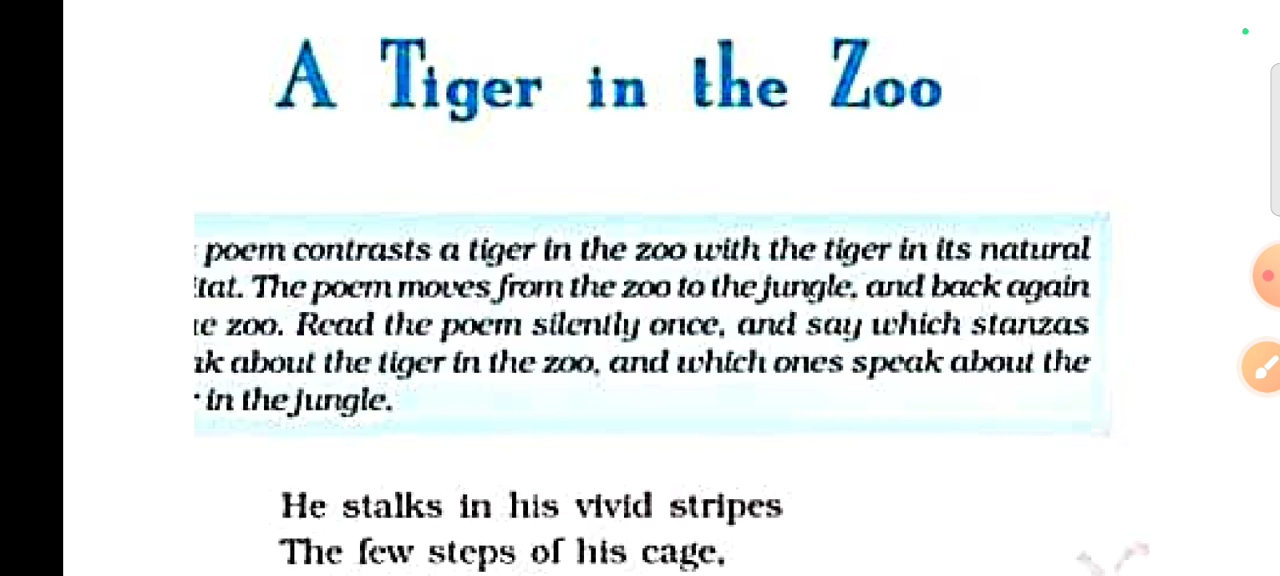 A Tiger in the Zoo
poem contrasts a tiger in the zoo with the tiger in its natural
tat. The poem moves from the zoo to the jungle, and back again
e zoo. Read the poem silently once, and say which stanzas
ak about the tiger in the zoo, and which ones speak about the
in the jungle.
He stalks in his vivid stripes
The few steps of his cage,